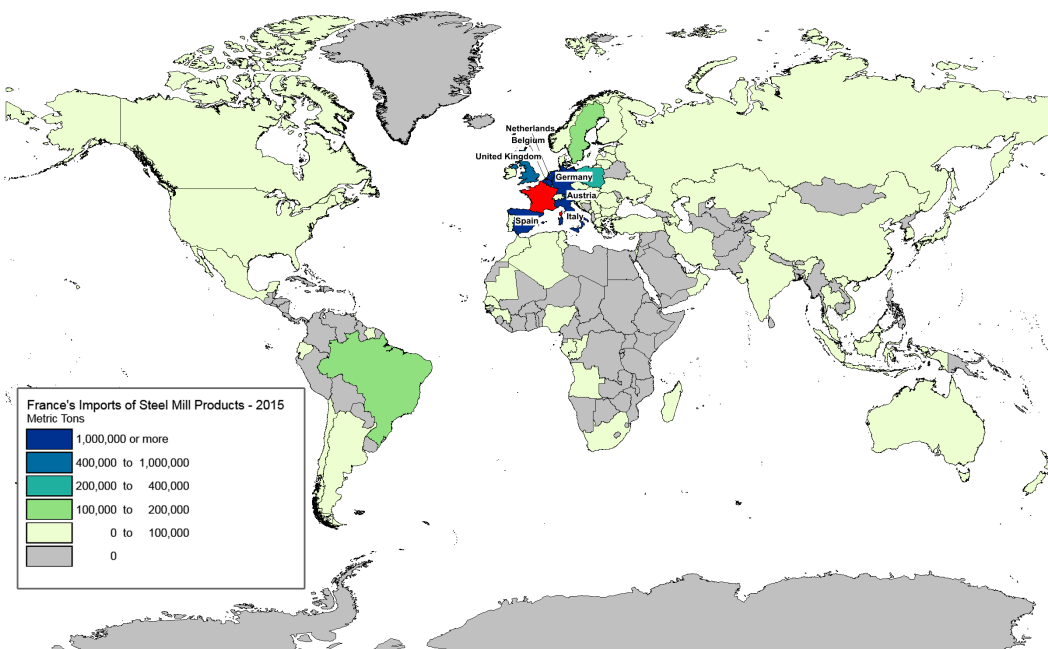 Netherlands
Belgium
United Kingdom
Germany
Austria
Spain
Italy
France's Imports of Steel Mill Products - 2015
Metric Tons
1,000,000 or more
400,000 to 1,000,000
200,000 to 400,000
100,000 to 200,000
0 to 100,000
0